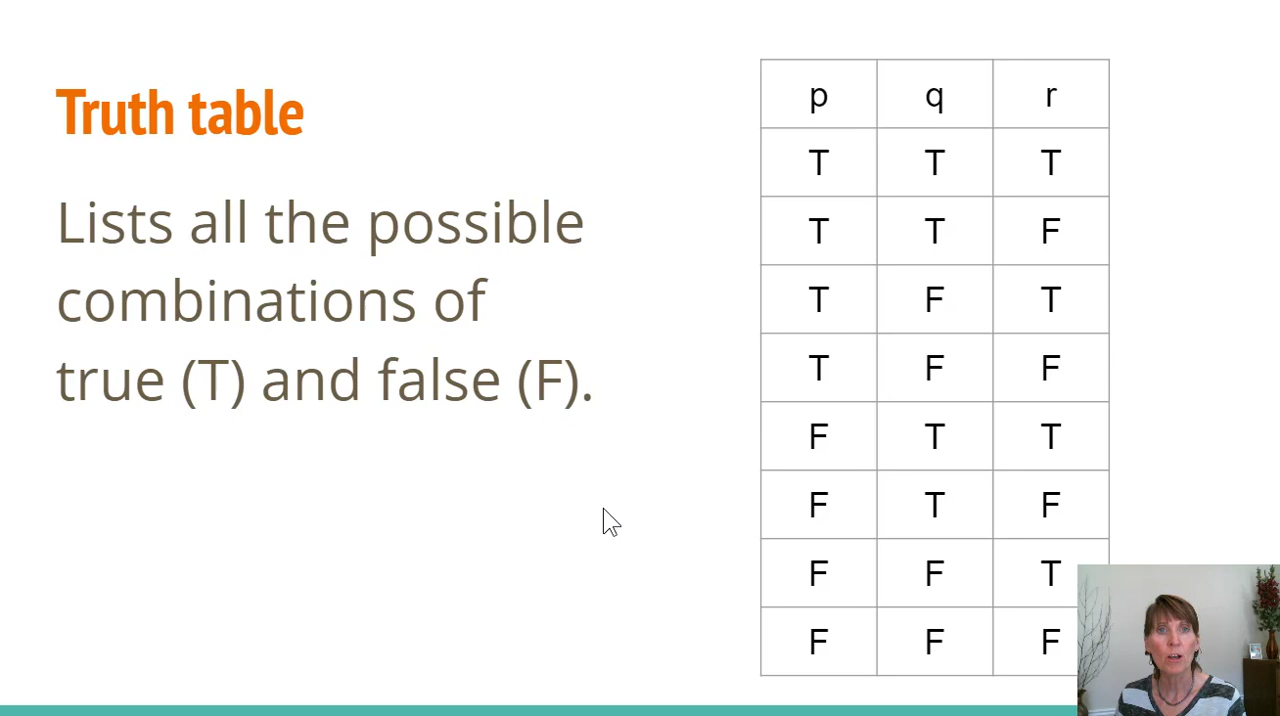 Truth table
Lists all the possible
combinations of
true (T) and false (F).
p q r
T T T
T T F
T F T
T F F
F T T
F T F
F F T
F F F